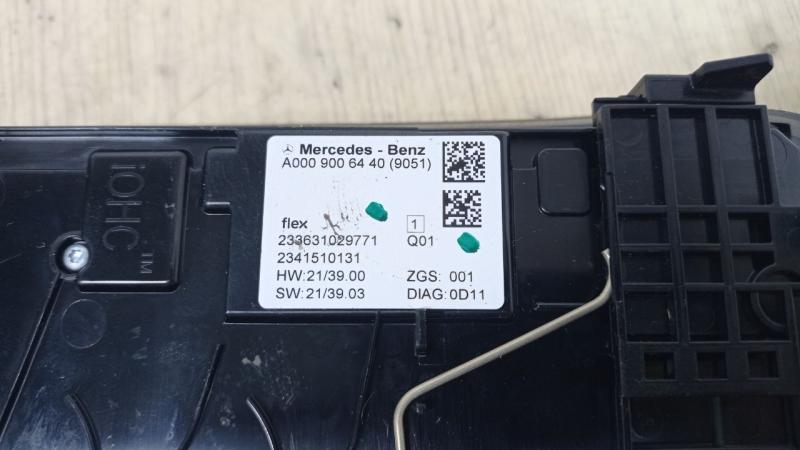 Mercedes - Benz
A000 900 64 40 (9051)
flex
1
233631029771 Q01
2341510131
HW:21/39.00 ZGS: 001
SW:21/39.03 DIAG:0D11
iOHC™